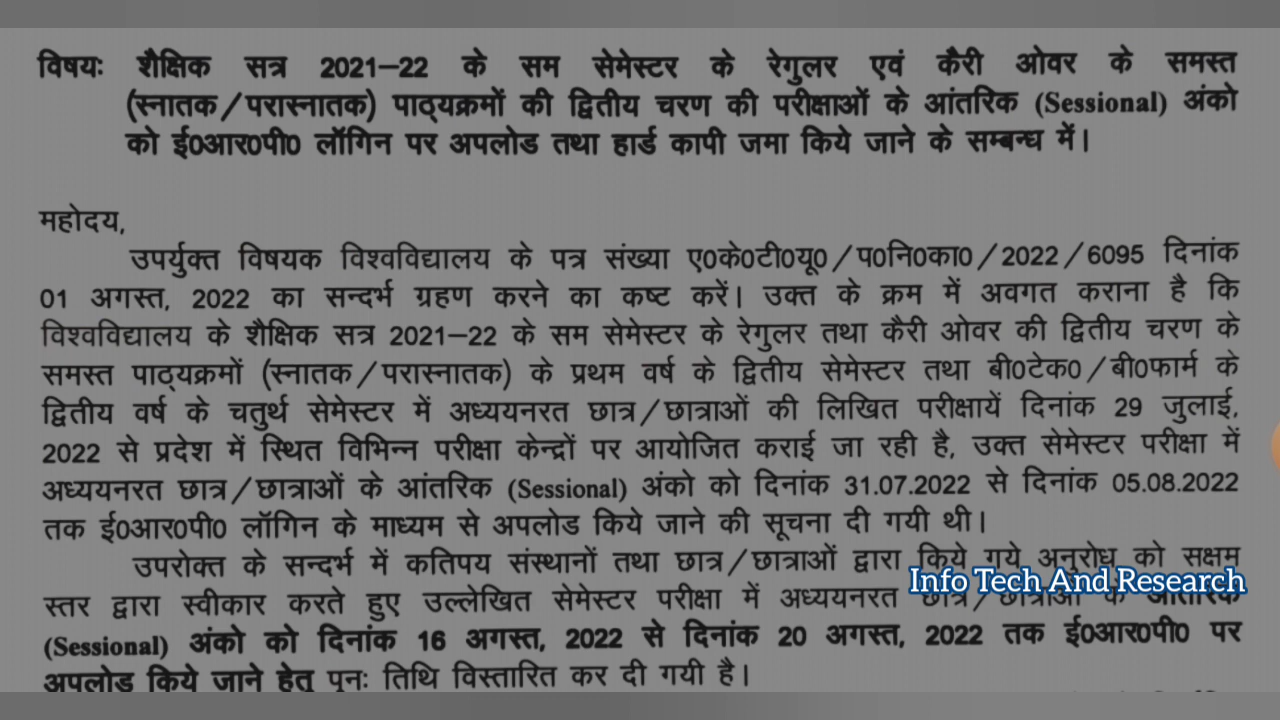 विषयः शैक्षिक सत्र 2021–22 के सम सेमेस्टर के रेगुलर एवं कैरी ओवर के समस्त
(स्नातक/परास्नातक) पाठ्यक्रमों की द्वितीय चरण की परीक्षाओं के आंतरिक (Sessional) अंको
को ई0आर0पी0 लॉगिन पर अपलोड तथा हार्ड कापी जमा किये जाने के सम्बन्ध में।
महोदय,
उपर्युक्त विषयक विश्वविद्यालय के पत्र संख्या ए0के0टी0यू0/प0नि0का0/2022/6095 दिनांक
01 अगस्त, 2022 का सन्दर्भ ग्रहण करने का कष्ट करें। उक्त के क्रम में अवगत कराना है कि
विश्वविद्यालय के शैक्षिक सत्र 2021–22 के सम सेमेस्टर के रेगुलर तथा कैरी ओवर की द्वितीय चरण के
समस्त पाठ्यक्रमों (स्नातक/परास्नातक) के प्रथम वर्ष के द्वितीय सेमेस्टर तथा बी0टेक0/बी0फार्म के
द्वितीय वर्ष के चतुर्थ सेमेस्टर में अध्ययनरत छात्र/छात्राओं की लिखित परीक्षायें दिनांक 29 जुलाई,
2022 से प्रदेश में स्थित विभिन्न परीक्षा केन्द्रों पर आयोजित कराई जा रही है, उक्त सेमेस्टर परीक्षा में
अध्ययनरत छात्र/छात्राओं के आंतरिक (Sessional) अंको को दिनांक 31.07.2022 से दिनांक 05.08.2022
तक ई0आर0पी0 लॉगिन के माध्यम से अपलोड किये जाने की सूचना दी गयी थी।
उपरोक्त के सन्दर्भ में कतिपय संस्थानों तथा छात्र/छात्राओं द्वारा किये गये अनुरोध को सक्षम
Info Tech And Research
स्तर द्वारा स्वीकार करते हुए उल्लेखित सेमेस्टर परीक्षा में अध्ययनरत छात्र/छात्राओं के आंतरिक
(Sessional) अंको को दिनांक 16 अगस्त, 2022 से दिनांक 20 अगस्त, 2022 तक ई0आर0पी0 पर
अपलोड किये जाने हेतु पुनः तिथि विस्तारित कर दी गयी है।